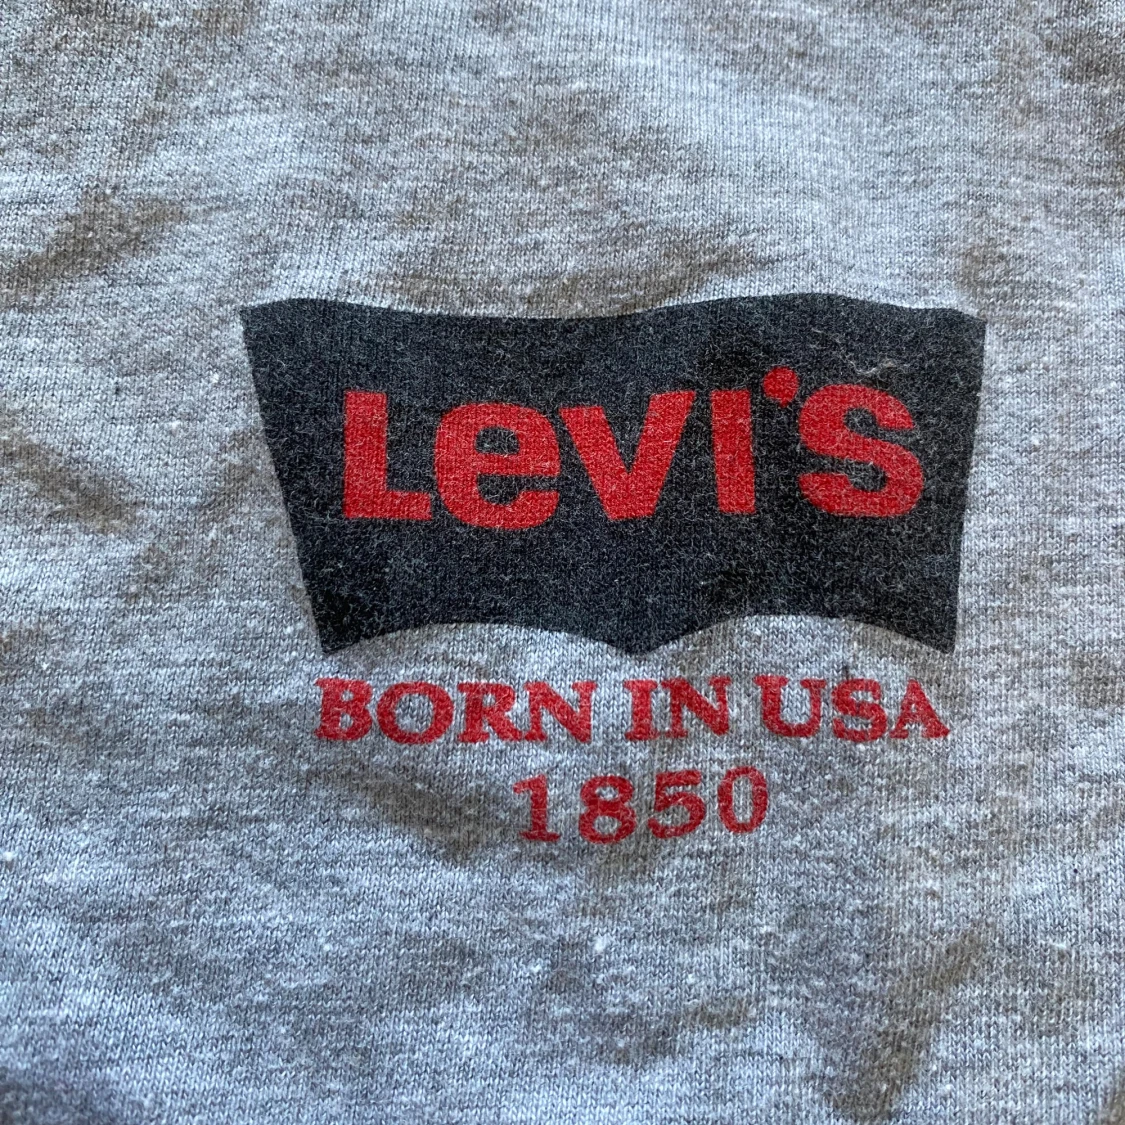 Levi's
BORN IN USA
1850